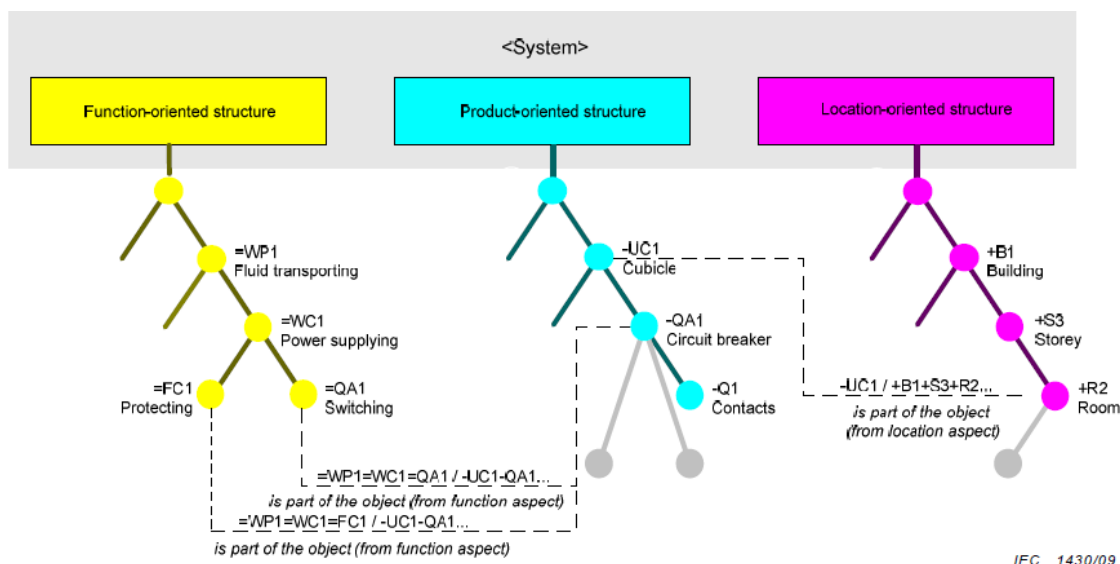 <System>
Function-oriented structure
Product-oriented structure
Location-oriented structure
=WP1
Fluid transporting
=WC1
Power supplying
=FC1
Protecting
=QA1
Switching
-UC1
Cubicle
-QA1
Circuit breaker
-Q1
Contacts
+B1
Building
+S3
Storey
+R2
Room
-UC1 / +B1+S3+R2...
is part of the object
(from location aspect)
=WP1=WC1=QA1 / -UC1-QA1...
is part of the object (from function aspect)
=WP1=WC1=FC1 / -UC1-QA1...
is part of the object (from function aspect)
IEC 1430/09